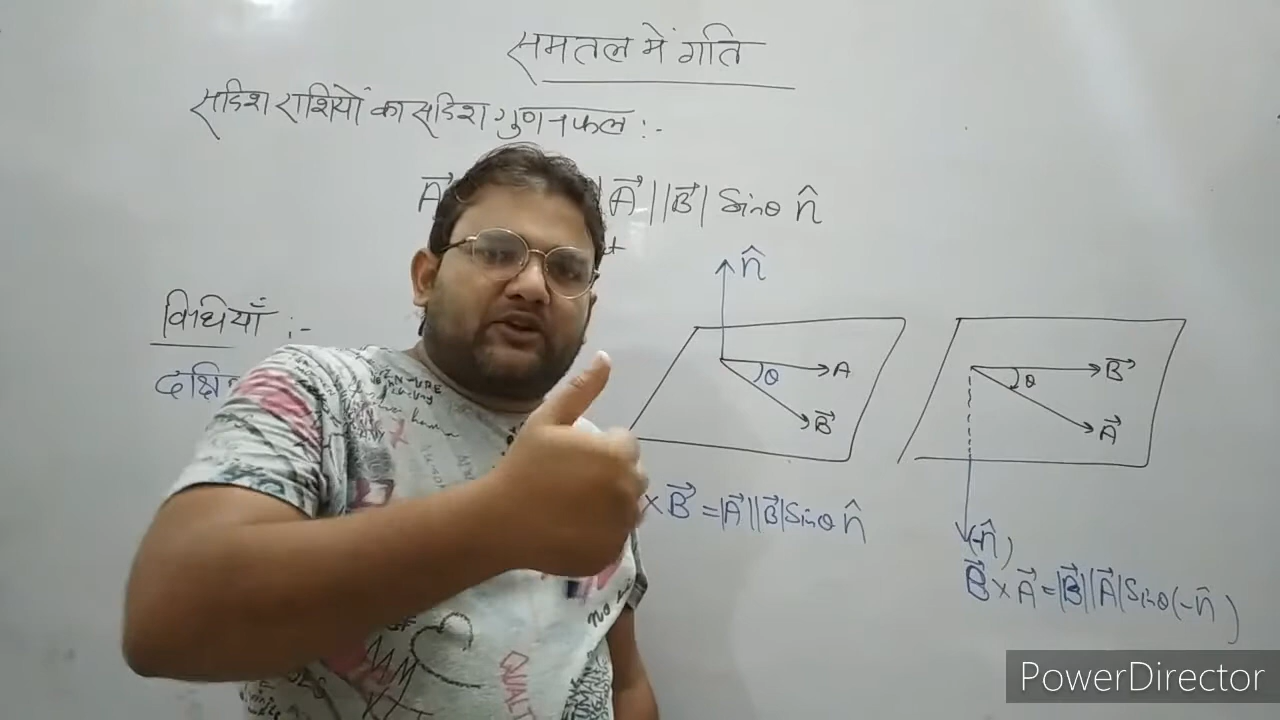 समतल में गति
सदिश राशियों का सदिश गुणनफल :-
A⃗ |A⃗||B⃗| Sinθ n̂
विधियाँ :-
n̂
θ A
B⃗
θ B⃗
A⃗
× B⃗ = |A⃗||B⃗|Sinθ n̂
(-n̂)
B⃗ × A⃗ = |B⃗||A⃗|Sinθ(-n̂)
PowerDirector